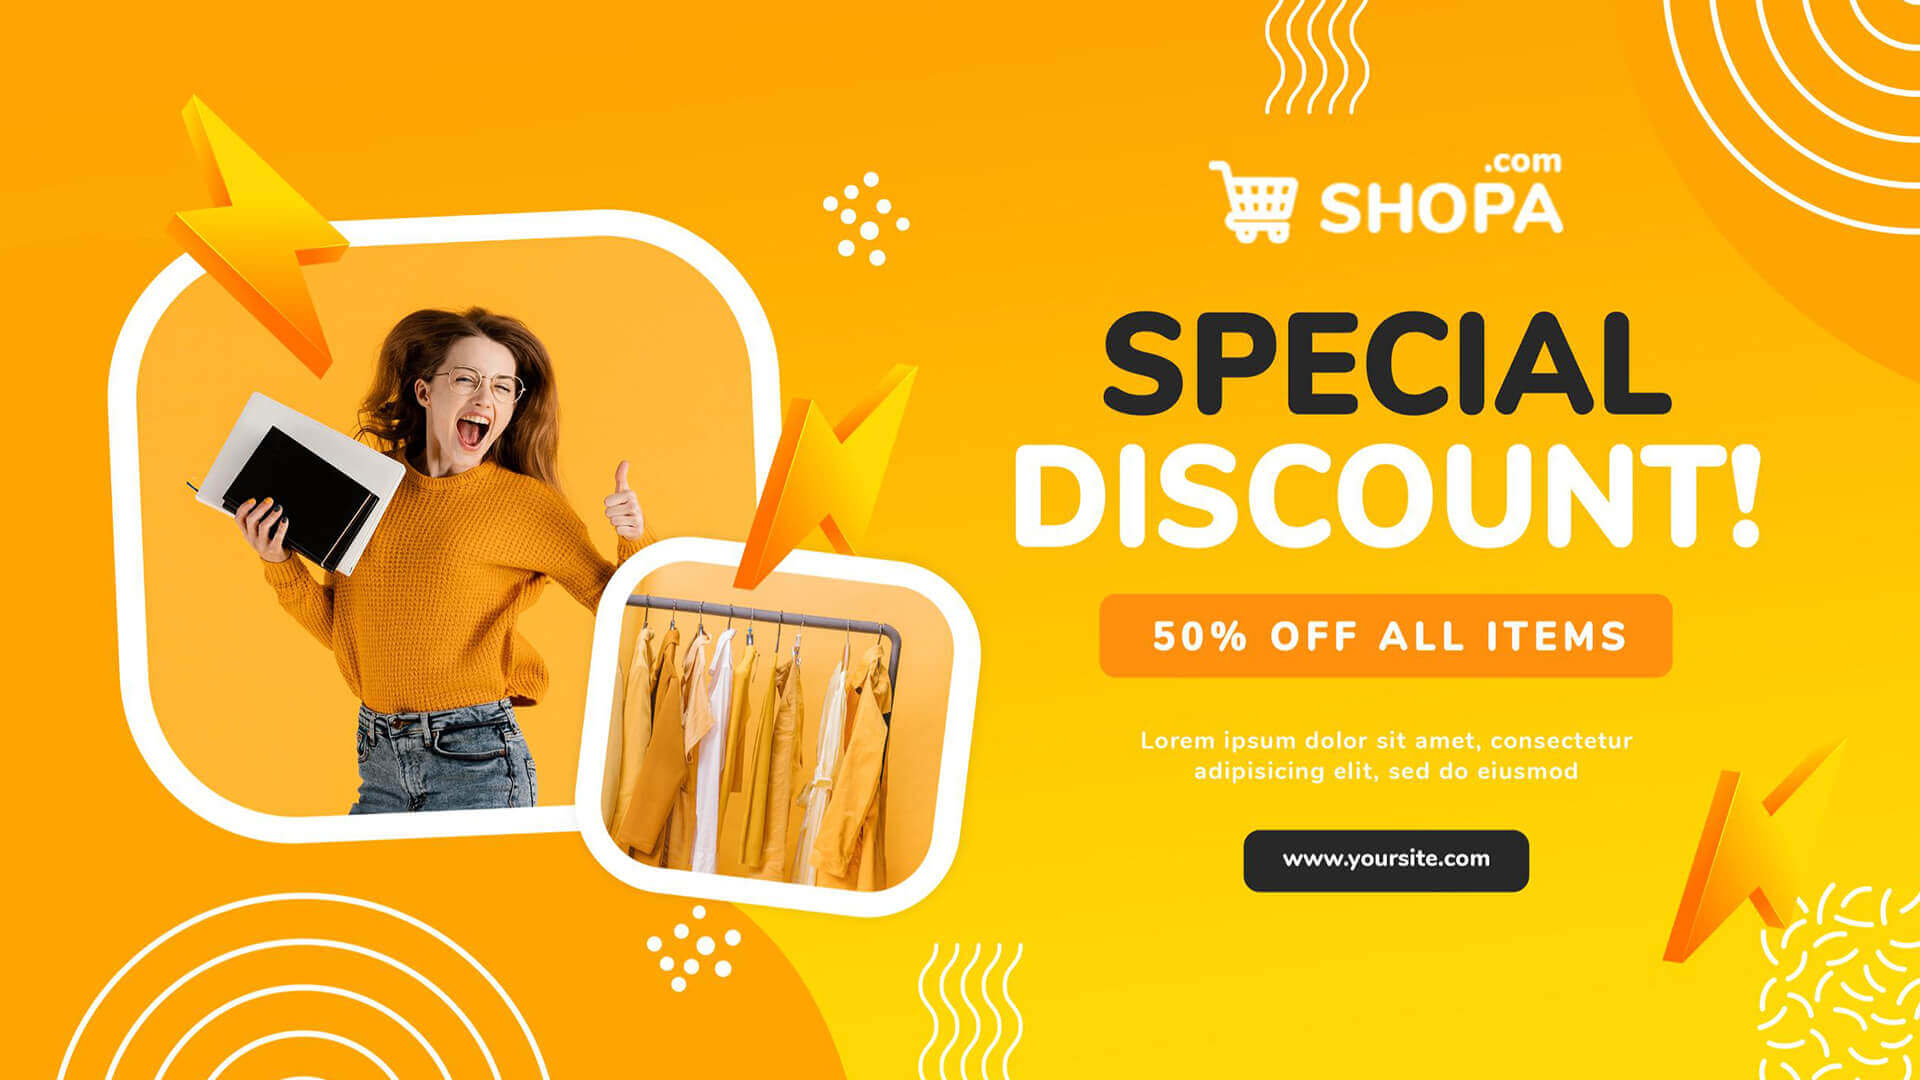 .com
SHOPA
SPECIAL
DISCOUNT!
50% OFF ALL ITEMS
Lorem ipsum dolor sit amet, consectetur
adipisicing elit, sed do eiusmod
www.yoursite.com